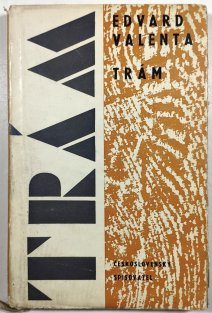 TRÁM
EDVARD
VALENTA
TRÁM
ČESKOSLOVENSKÝ
SPISOVATEL